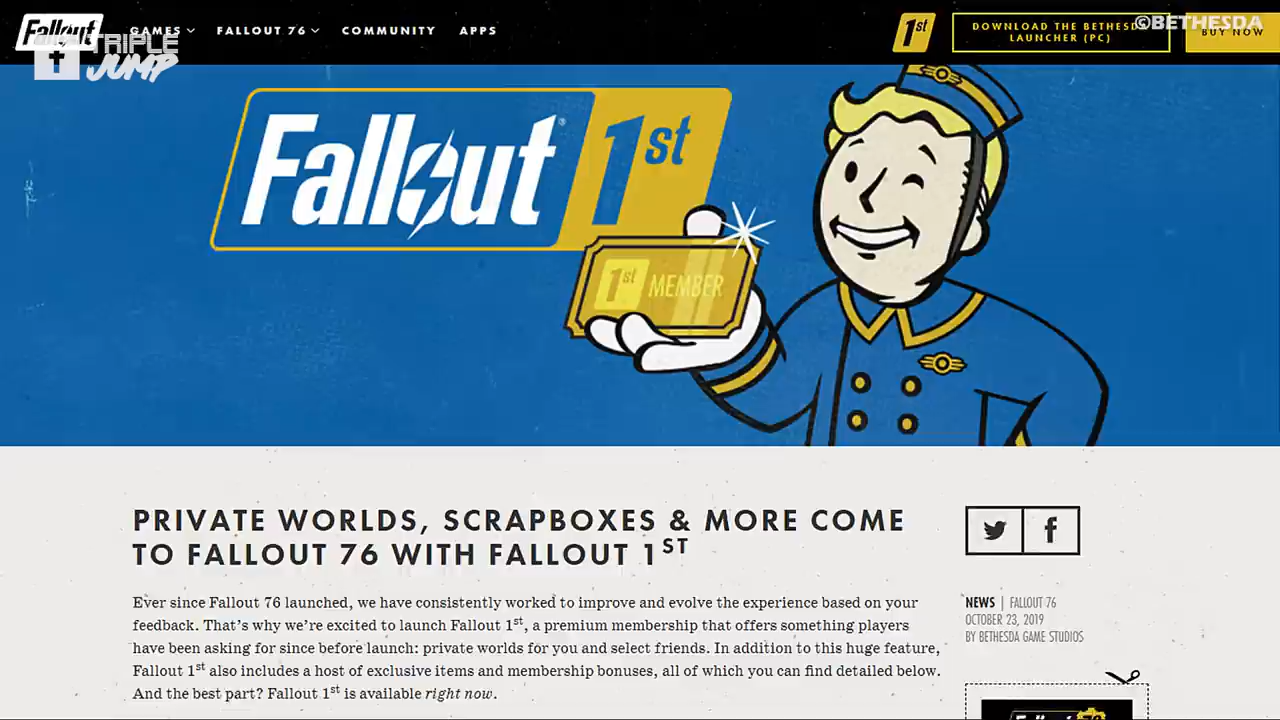 Fallout
GAMES FALLOUT 76 COMMUNITY APPS
1st
DOWNLOAD THE BETHESD
LAUNCHER (PC)
BUY NOW
©BETHESDA
TRIPLE
JUMP
Fallout® 1st
1st MEMBER
PRIVATE WORLDS, SCRAPBOXES & MORE COME
TO FALLOUT 76 WITH FALLOUT 1ST
Ever since Fallout 76 launched, we have consistently worked to improve and evolve the experience based on your
feedback. That’s why we’re excited to launch Fallout 1st, a premium membership that offers something players
have been asking for since before launch: private worlds for you and select friends. In addition to this huge feature,
Fallout 1st also includes a host of exclusive items and membership bonuses, all of which you can find detailed below.
And the best part? Fallout 1st is available right now.
NEWS | FALLOUT 76
OCTOBER 23, 2019
BY BETHESDA GAME STUDIOS